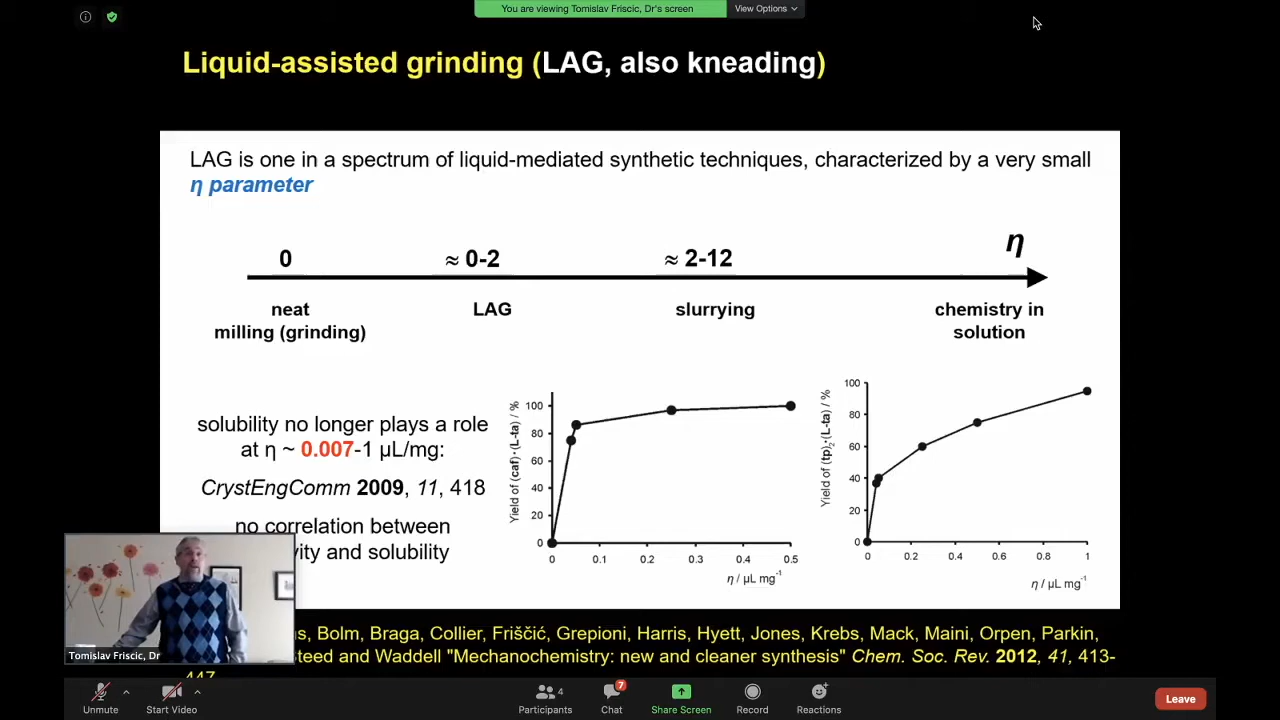 You are viewing Tomislav Friscic, Dr's screen
View Options
Liquid-assisted grinding (LAG, also kneading)
LAG is one in a spectrum of liquid-mediated synthetic techniques, characterized by a very small
η parameter
0 ≈ 0-2 ≈ 2-12 η
neat
milling (grinding)
LAG
slurrying
chemistry in
solution
solubility no longer plays a role
at η ~ 0.007-1 μL/mg:
CrystEngComm 2009, 11, 418
no correlation between
vity and solubility
Yield of (caf)·(L-ta) / %
100
80
60
40
20
0
0 0.1 0.2 0.3 0.4 0.5
η / μL mg⁻¹
Yield of (tp)₂·(L-ta) / %
100
80
60
40
20
0
0 0.2 0.4 0.6 0.8 1
η / μL mg⁻¹
Bolm, Braga, Collier, Friščić, Grepioni, Harris, Hyett, Jones, Krebs, Mack, Maini, Orpen, Parkin,
Steed and Waddell "Mechanochemistry: new and cleaner synthesis" Chem. Soc. Rev. 2012, 41, 413-
447
Tomislav Friscic, Dr
Unmute
Start Video
Participants 4
Chat 7
Share Screen
Record
Reactions
Leave